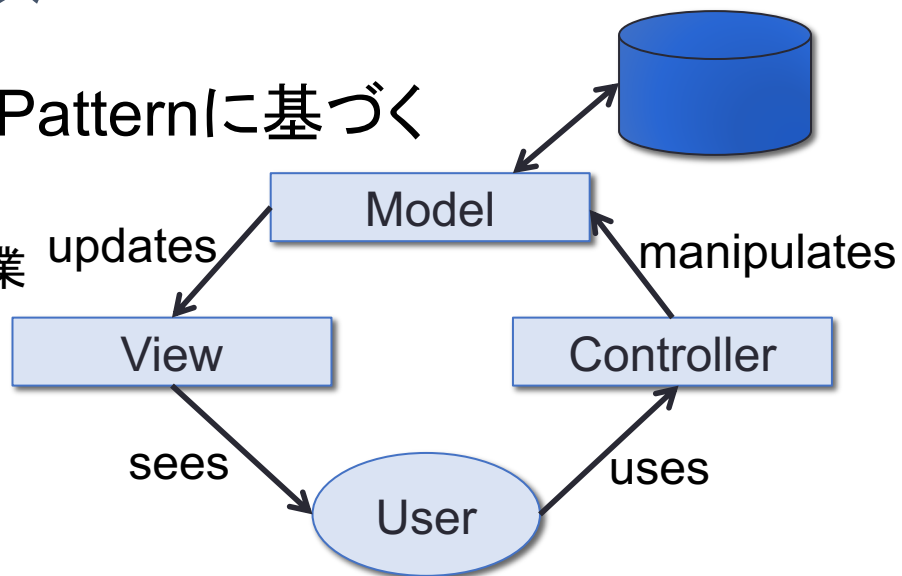 Patternに基づく
Model
業
updates
manipulates
View
Controller
sees
uses
User